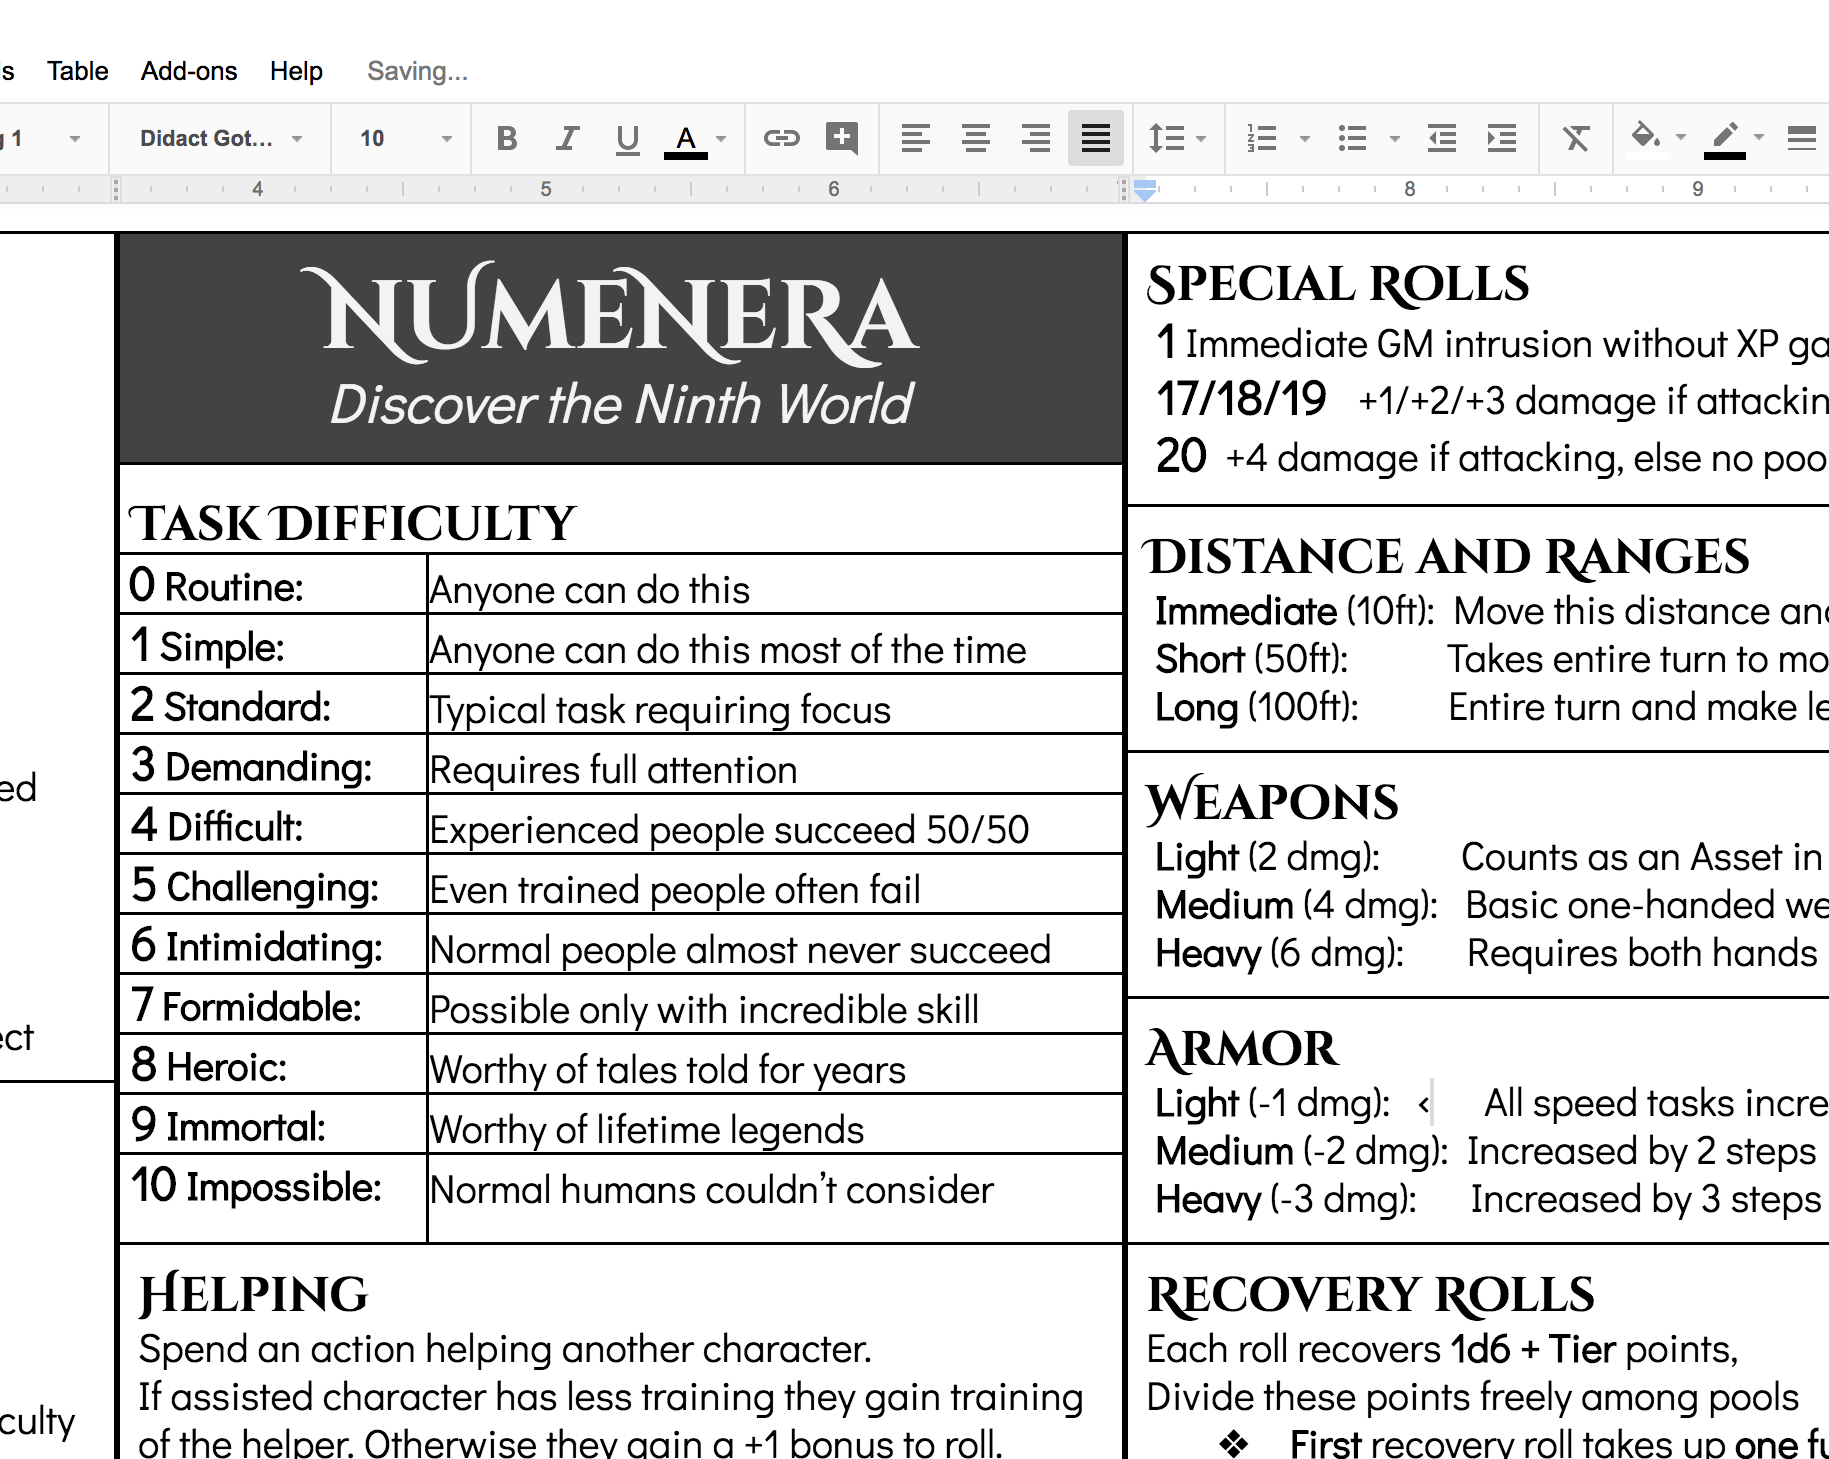 s Table Add-ons Help Saving...
g 1 Didact Got... 10 B I U A
4 5 6 8 9
NUMENERA
Discover the Ninth World
TASK DIFFICULTY
0 Routine: Anyone can do this
1 Simple: Anyone can do this most of the time
2 Standard: Typical task requiring focus
3 Demanding: Requires full attention
4 Difficult: Experienced people succeed 50/50
5 Challenging: Even trained people often fail
6 Intimidating: Normal people almost never succeed
7 Formidable: Possible only with incredible skill
8 Heroic: Worthy of tales told for years
9 Immortal: Worthy of lifetime legends
10 Impossible: Normal humans couldn't consider
HELPING
Spend an action helping another character.
If assisted character has less training they gain training
of the helper. Otherwise they gain a +1 bonus to roll.
SPECIAL ROLLS
1 Immediate GM intrusion without XP ga
17/18/19 +1/+2/+3 damage if attackin
20 +4 damage if attacking, else no poo
DISTANCE AND RANGES
Immediate (10ft): Move this distance and
Short (50ft): Takes entire turn to mo
Long (100ft): Entire turn and make le
WEAPONS
Light (2 dmg): Counts as an Asset in
Medium (4 dmg): Basic one-handed we
Heavy (6 dmg): Requires both hands
ARMOR
Light (-1 dmg): < All speed tasks incre
Medium (-2 dmg): Increased by 2 steps
Heavy (-3 dmg): Increased by 3 steps
RECOVERY ROLLS
Each roll recovers 1d6 + Tier points,
Divide these points freely among pools
❖ First recovery roll takes up one fu
ed
ect
culty